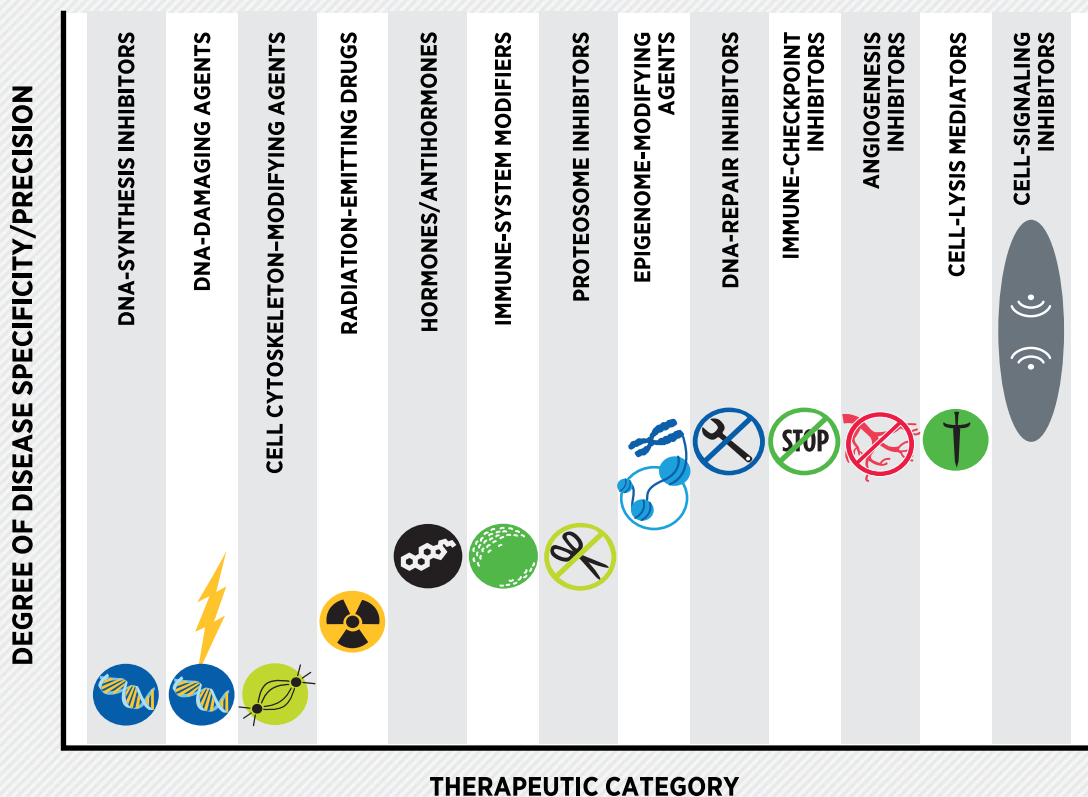 DEGREE OF DISEASE SPECIFICITY/PRECISION
DNA-SYNTHESIS INHIBITORS
DNA-DAMAGING AGENTS
CELL CYTOSKELETON–MODIFYING AGENTS
RADIATION-EMITTING DRUGS
HORMONES/ANTIHORMONES
IMMUNE-SYSTEM MODIFIERS
PROTEOSOME INHIBITORS
EPIGENOME-MODIFYING
AGENTS
DNA-REPAIR INHIBITORS
IMMUNE-CHECKPOINT
INHIBITORS
ANGIOGENESIS
INHIBITORS
CELL-LYSIS MEDIATORS
CELL-SIGNALING
INHIBITORS
STOP
THERAPEUTIC CATEGORY